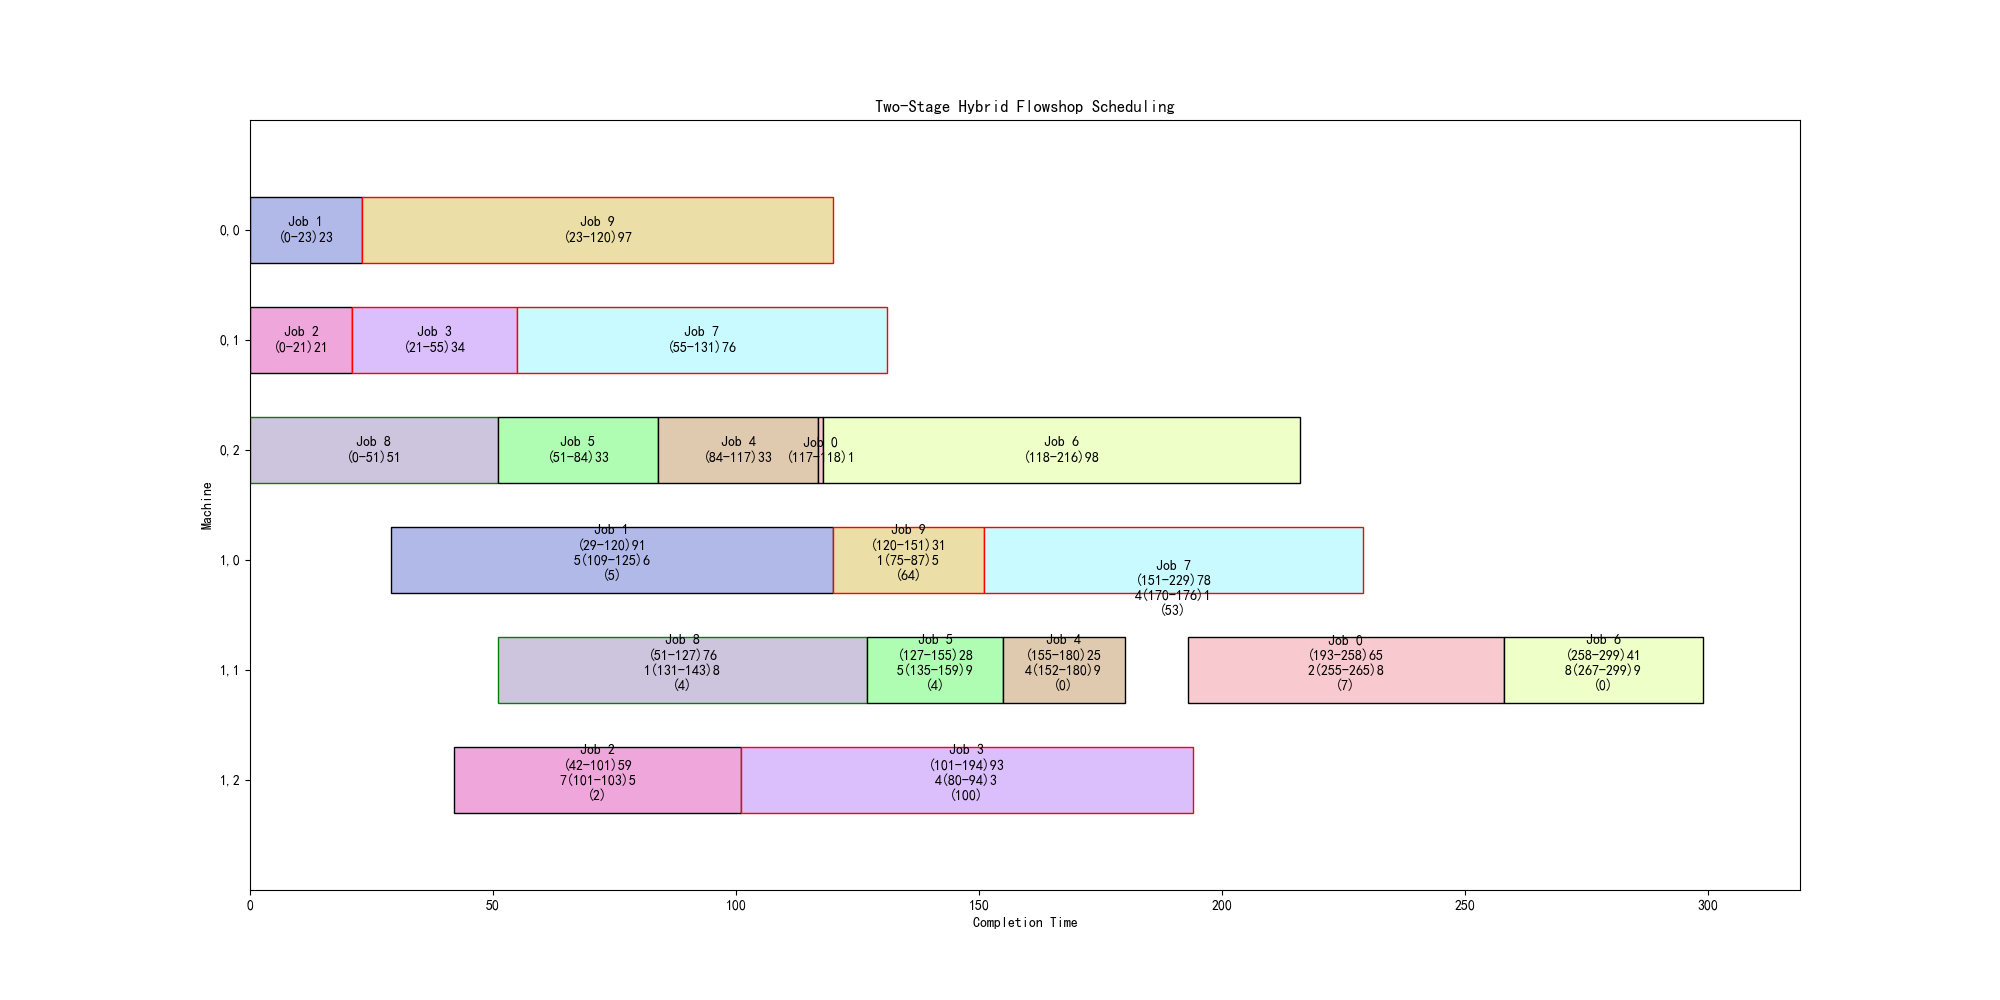 Two-Stage Hybrid Flowshop Scheduling
0,0
Job 1
(0-23)23
Job 9
(23-120)97
0,1
Job 2
(0-21)21
Job 3
(21-55)34
Job 7
(55-131)76
0,2
Job 8
(0-51)51
Job 5
(51-84)33
Job 4
(84-117)33
Job 0
(117-118)1
Job 6
(118-216)98
Machine
1,0
Job 1
(29-120)91
5(109-125)6
(5)
Job 9
(120-151)31
1(75-87)5
(64)
Job 7
(151-229)78
4(170-176)1
(53)
1,1
Job 8
(51-127)76
1(131-143)8
(4)
Job 5
(127-155)28
5(135-159)9
(4)
Job 4
(155-180)25
4(152-180)9
(0)
Job 0
(193-258)65
2(255-265)8
(7)
Job 6
(258-299)41
8(267-299)9
(0)
1,2
Job 2
(42-101)59
7(101-103)5
(2)
Job 3
(101-194)93
4(80-94)3
(100)
0
50
100
150
200
250
300
Completion Time